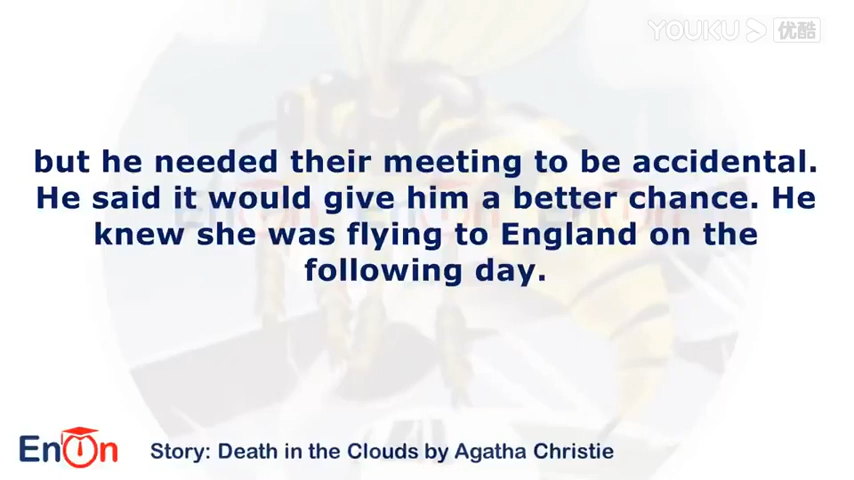 YOUKU 优酷
but he needed their meeting to be accidental.
He said it would give him a better chance. He
knew she was flying to England on the
following day.
EnOn
Story: Death in the Clouds by Agatha Christie